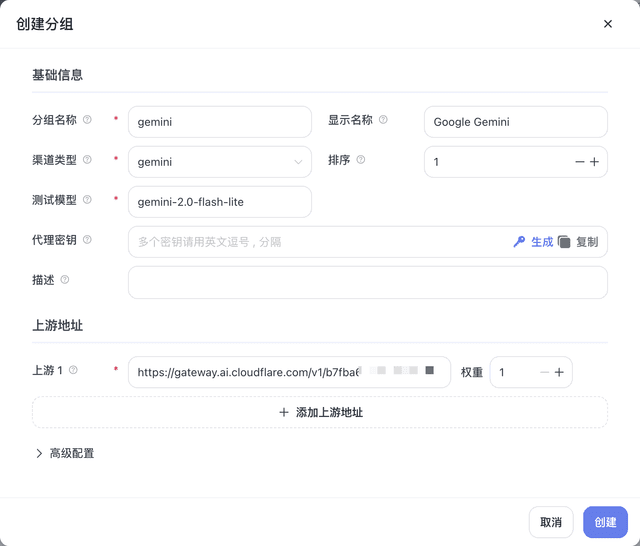 创建分组
基础信息
分组名称 * gemini 显示名称 Google Gemini
渠道类型 * gemini 排序 1
测试模型 * gemini-2.0-flash-lite
代理密钥 多个密钥请用英文逗号 , 分隔 生成 复制
描述
上游地址
上游 1 * https://gateway.ai.cloudflare.com/v1/b7fba6 权重 1
+ 添加上游地址
高级配置
取消 创建